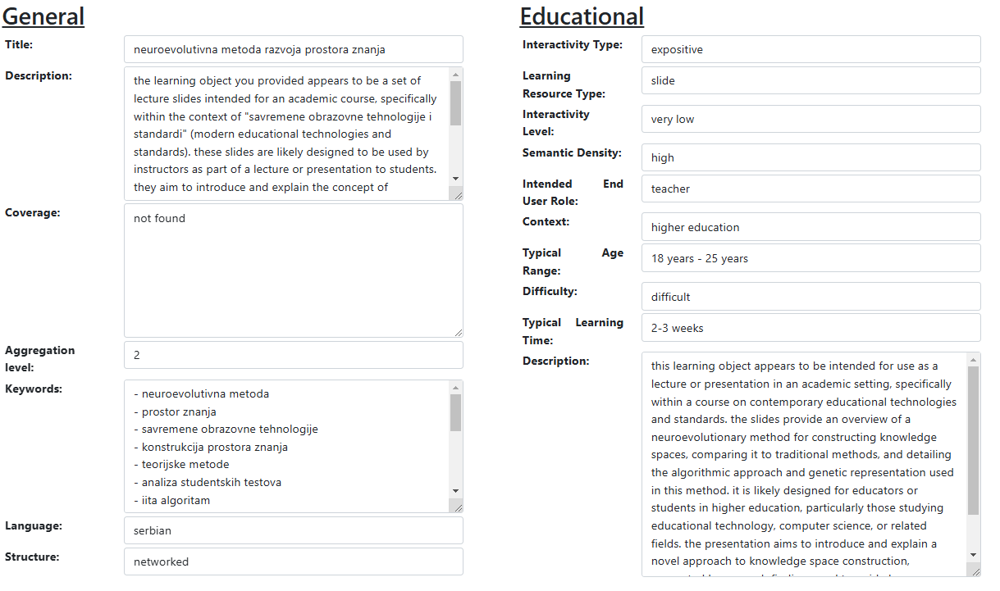 General
Title:
neuroevolutivna metoda razvoja prostora znanja
Description:
the learning object you provided appears to be a set of
lecture slides intended for an academic course, specifically
within the context of "savremene obrazovne tehnologije i
standardi" (modern educational technologies and
standards). these slides are likely designed to be used by
instructors as part of a lecture or presentation to students.
they aim to introduce and explain the concept of
Coverage:
not found
Aggregation
level:
2
Keywords:
- neuroevolutivna metoda
- prostor znanja
- savremene obrazovne tehnologije
- konstrukcija prostora znanja
- teorijske metode
- analiza studentskih testova
- iita algoritam
Language:
serbian
Structure:
networked
Educational
Interactivity Type:
expositive
Learning
Resource Type:
slide
Interactivity
Level:
very low
Semantic Density:
high
Intended End
User Role:
teacher
Context:
higher education
Typical Age
Range:
18 years - 25 years
Difficulty:
difficult
Typical Learning
Time:
2-3 weeks
Description:
this learning object appears to be intended for use as a
lecture or presentation in an academic setting, specifically
within a course on contemporary educational technologies
and standards. the slides provide an overview of a
neuroevolutionary method for constructing knowledge
spaces, comparing it to traditional methods, and detailing
the algorithmic approach and genetic representation used
in this method. it is likely designed for educators or
students in higher education, particularly those studying
educational technology, computer science, or related
fields. the presentation aims to introduce and explain a
novel approach to knowledge space construction,